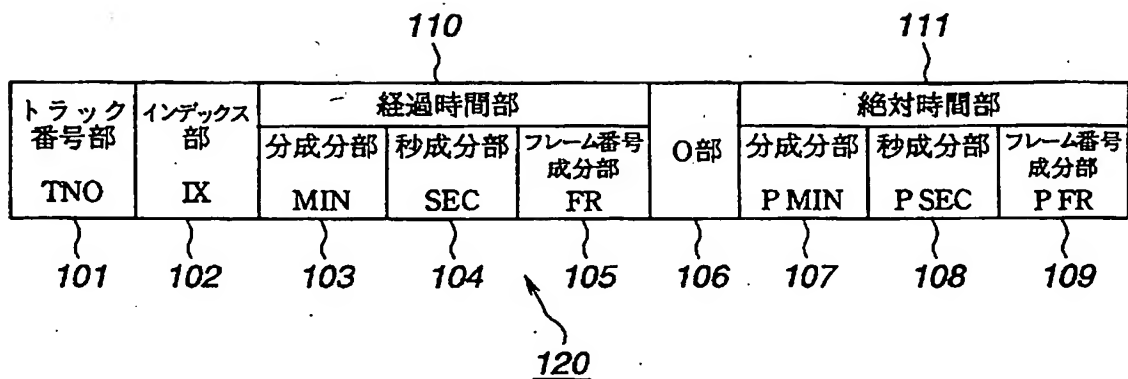 110
111
トラック
番号部
TNO
インデックス
部
IX
経過時間部
分成分部
MIN
秒成分部
SEC
フレーム番号
成分部
FR
O部
絶対時間部
分成分部
P MIN
秒成分部
P SEC
フレーム番号
成分部
P FR
101
102
103
104
105
106
107
108
109
120